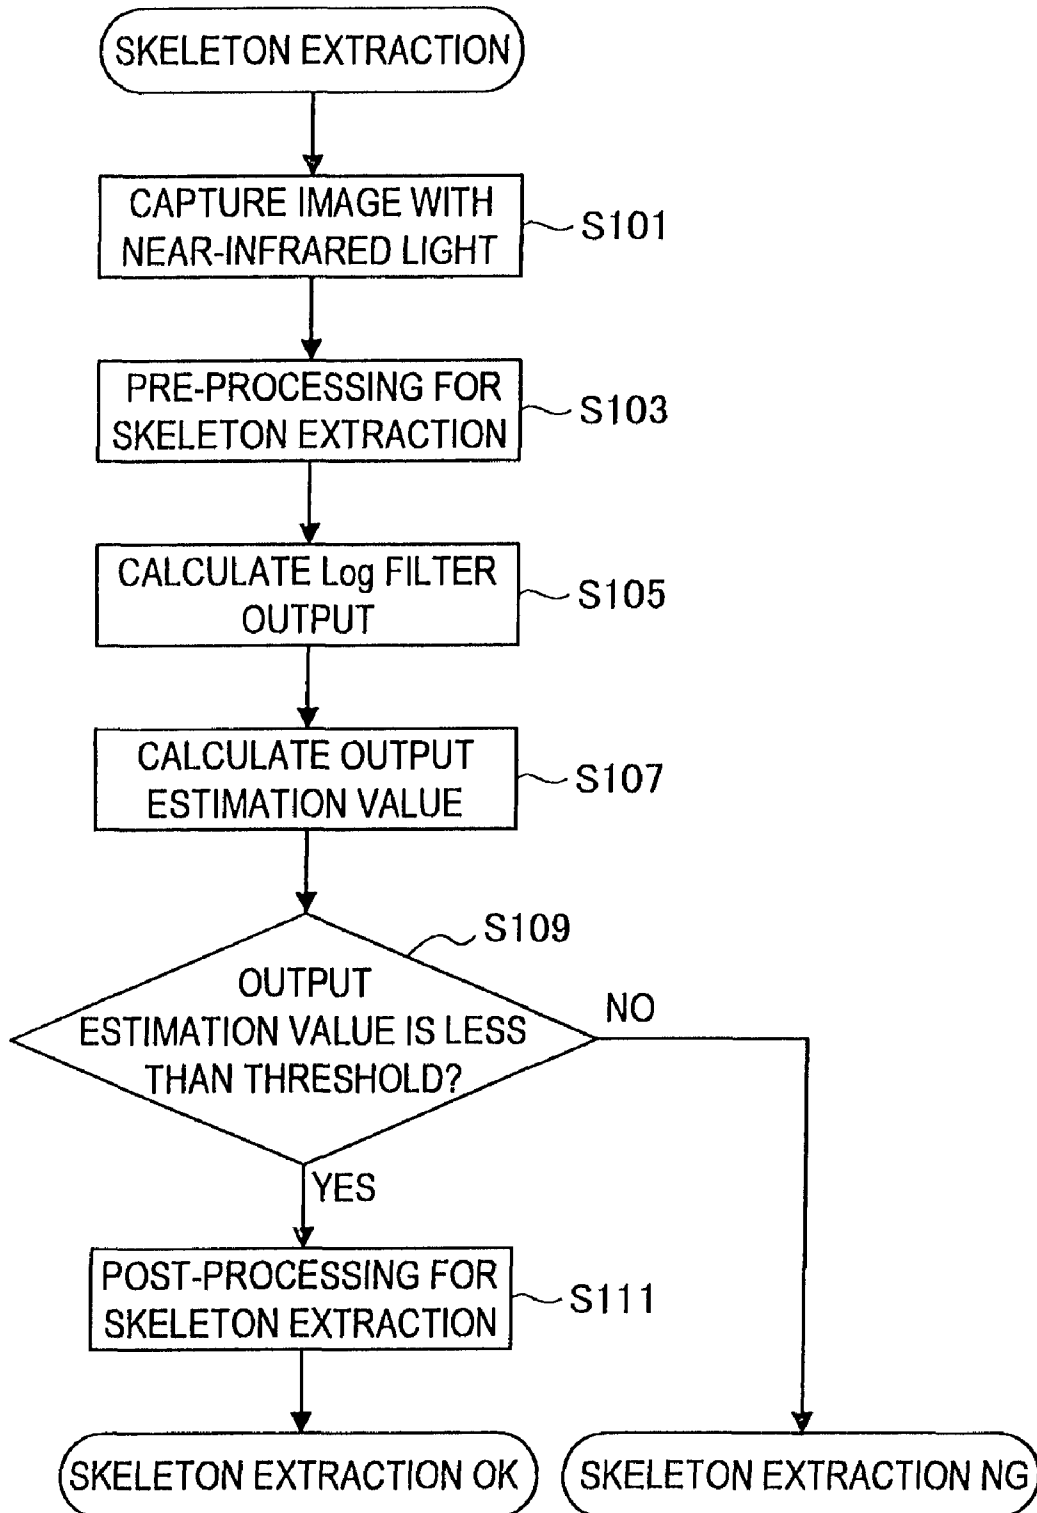 SKELETON EXTRACTION
CAPTURE IMAGE WITH
NEAR-INFRARED LIGHT
S101
PRE-PROCESSING FOR
SKELETON EXTRACTION
S103
CALCULATE Log FILTER
OUTPUT
S105
CALCULATE OUTPUT
ESTIMATION VALUE
S107
S109
OUTPUT
ESTIMATION VALUE IS LESS
THAN THRESHOLD?
NO
YES
POST-PROCESSING FOR
SKELETON EXTRACTION
S111
SKELETON EXTRACTION OK
SKELETON EXTRACTION NG